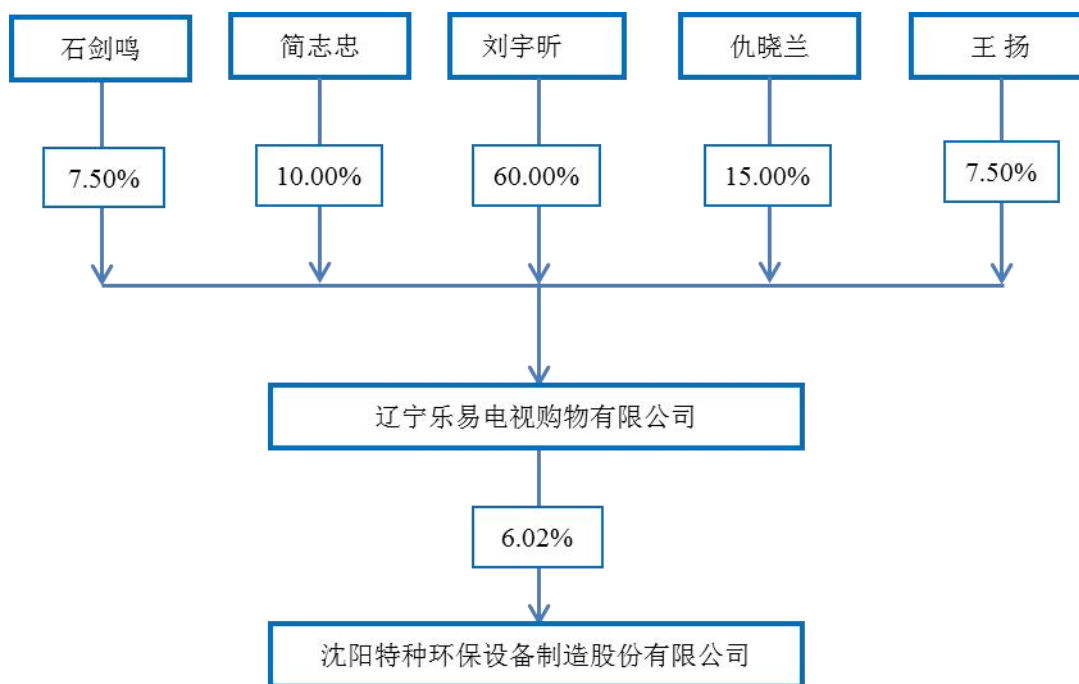 石剑鸣
简志忠
刘宇昕
仇晓兰
王 扬
7.50%
10.00%
60.00%
15.00%
7.50%
辽宁乐易电视购物有限公司
6.02%
沈阳特种环保设备制造股份有限公司